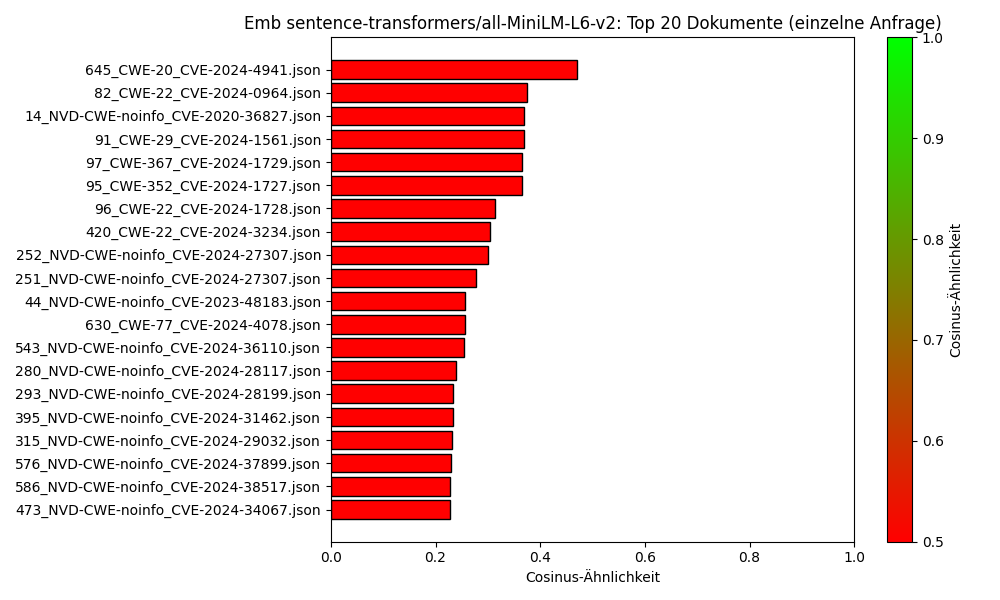 Emb sentence-transformers/all-MiniLM-L6-v2: Top 20 Dokumente (einzelne Anfrage)
645_CWE-20_CVE-2024-4941.json
82_CWE-22_CVE-2024-0964.json
14_NVD-CWE-noinfo_CVE-2020-36827.json
91_CWE-29_CVE-2024-1561.json
97_CWE-367_CVE-2024-1729.json
95_CWE-352_CVE-2024-1727.json
96_CWE-22_CVE-2024-1728.json
420_CWE-22_CVE-2024-3234.json
252_NVD-CWE-noinfo_CVE-2024-27307.json
251_NVD-CWE-noinfo_CVE-2024-27307.json
44_NVD-CWE-noinfo_CVE-2023-48183.json
630_CWE-77_CVE-2024-4078.json
543_NVD-CWE-noinfo_CVE-2024-36110.json
280_NVD-CWE-noinfo_CVE-2024-28117.json
293_NVD-CWE-noinfo_CVE-2024-28199.json
395_NVD-CWE-noinfo_CVE-2024-31462.json
315_NVD-CWE-noinfo_CVE-2024-29032.json
576_NVD-CWE-noinfo_CVE-2024-37899.json
586_NVD-CWE-noinfo_CVE-2024-38517.json
473_NVD-CWE-noinfo_CVE-2024-34067.json
0.0 0.2 0.4 0.6 0.8 1.0
Cosinus-Ähnlichkeit
1.0
0.9
0.8
0.7
0.6
0.5
Cosinus-Ähnlichkeit